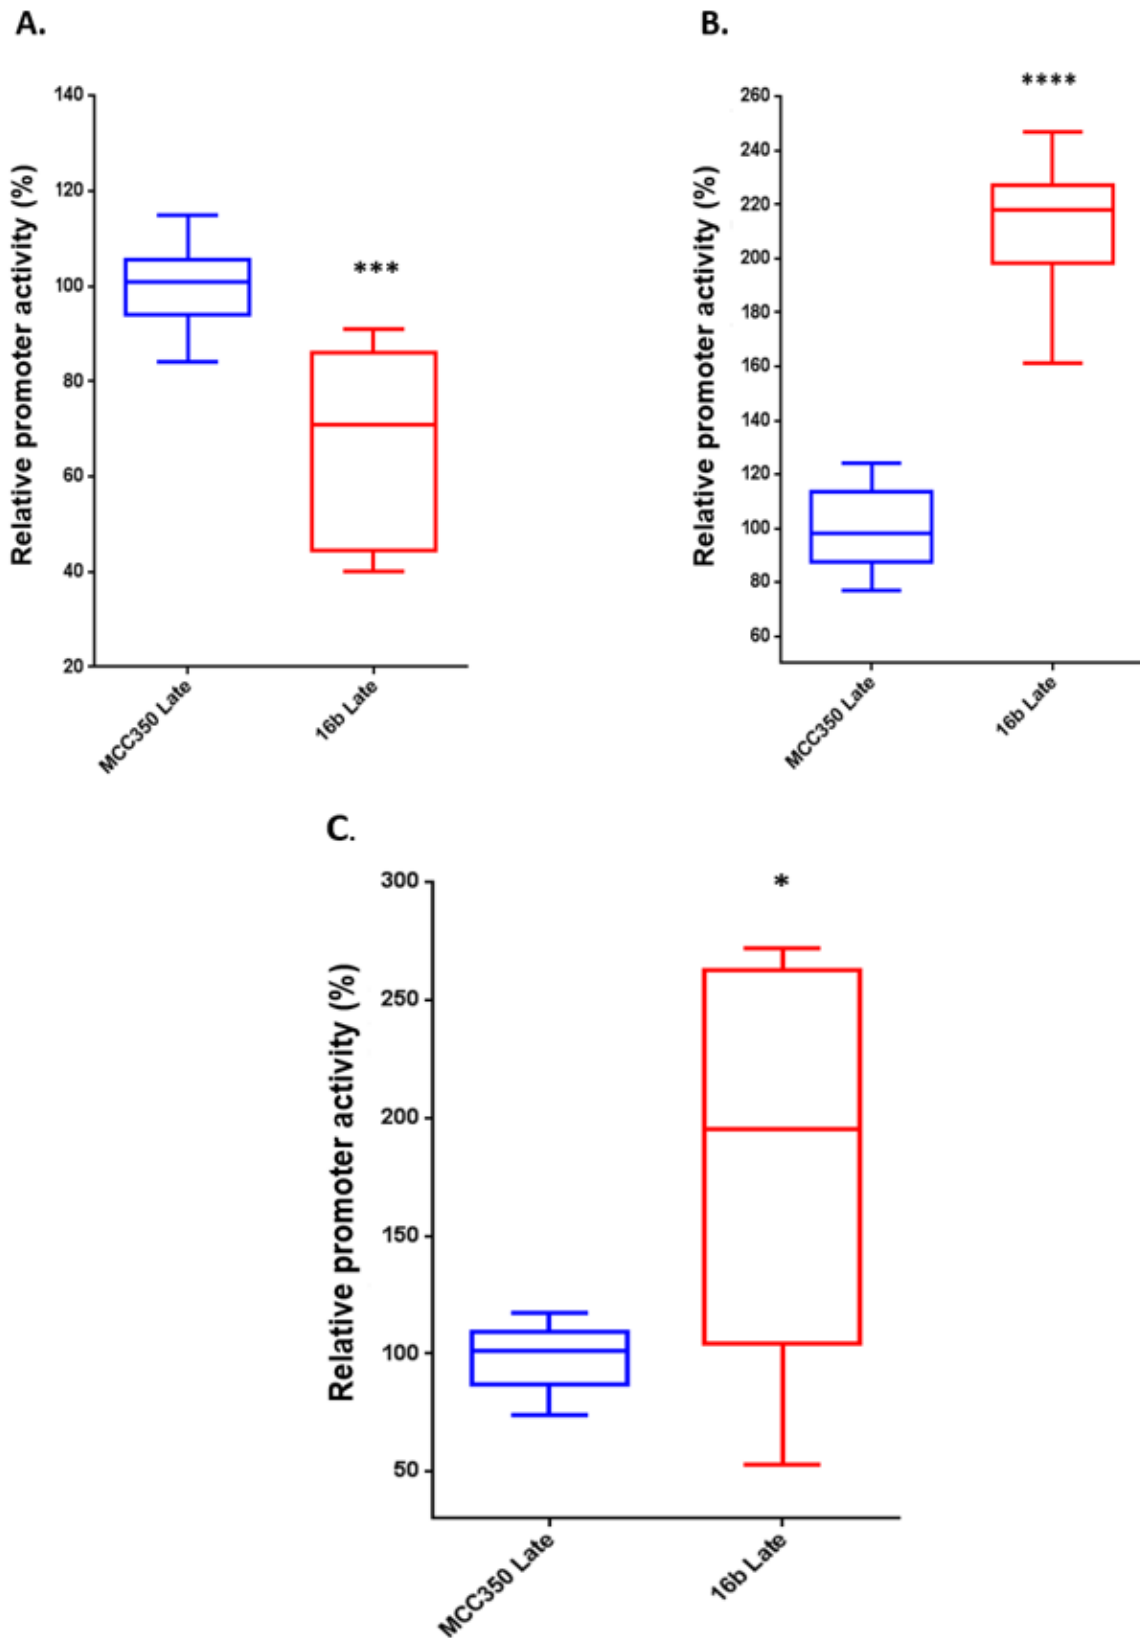 A.
Relative promoter activity (%)
140
120
100
80
60
40
20
***
MCC350 Late
16b Late
B.
Relative promoter activity (%)
260
240
220
200
180
160
140
120
100
80
60
****
MCC350 Late
16b Late
C.
Relative promoter activity (%)
300
250
200
150
100
50
*
MCC350 Late
16b Late